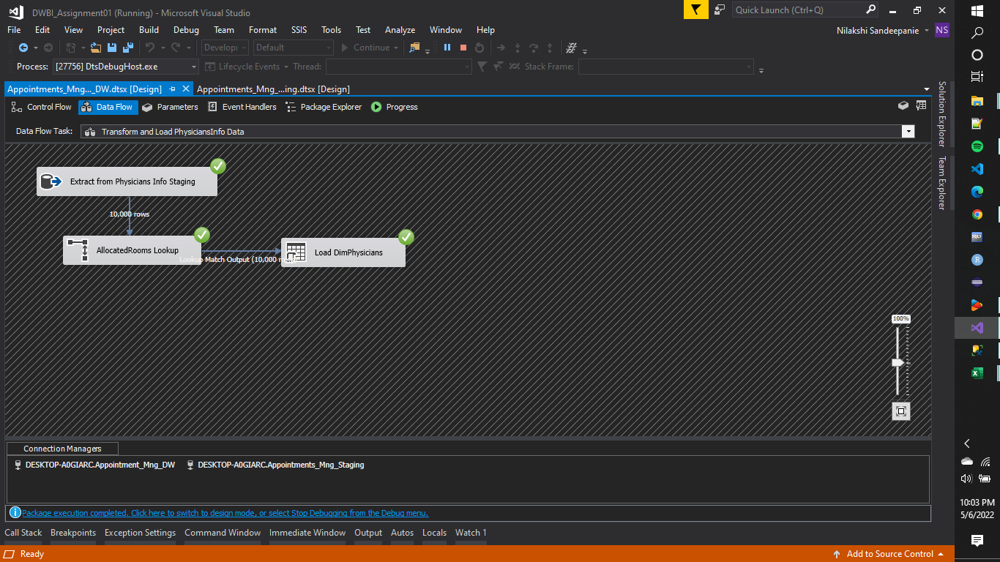 DWBI_Assignment01 (Running) - Microsoft Visual Studio
Quick Launch (Ctrl+Q)
File Edit View Project Build Debug Team Format SSIS Tools Test Analyze Window Help
Nilakshi Sandeepanie NS
Develop Default Continue
Process: [27756] DtsDebugHost.exe Lifecycle Events Thread: Stack Frame:
Appointments_Mng..._DW.dtsx [Design] Appointments_Mng_...ing.dtsx [Design]
Control Flow Data Flow Parameters Event Handlers Package Explorer Progress
Data Flow Task: Transform and Load PhysiciansInfo Data
Solution Explorer
Team Explorer
Extract from Physicians Info Staging
10,000 rows
AllocatedRooms Lookup
Load DimPhysicians
Lookup Match Output (10,000
100%
Connection Managers
DESKTOP-A0GIARC.Appointment_Mng_DW DESKTOP-A0GIARC.Appointments_Mng_Staging
Package execution completed. Click here to switch to design mode, or select Stop Debugging from the Debug menu.
Call Stack Breakpoints Exception Settings Command Window Immediate Window Output Autos Locals Watch 1
Ready
Add to Source Control
10:03 PM
5/6/2022